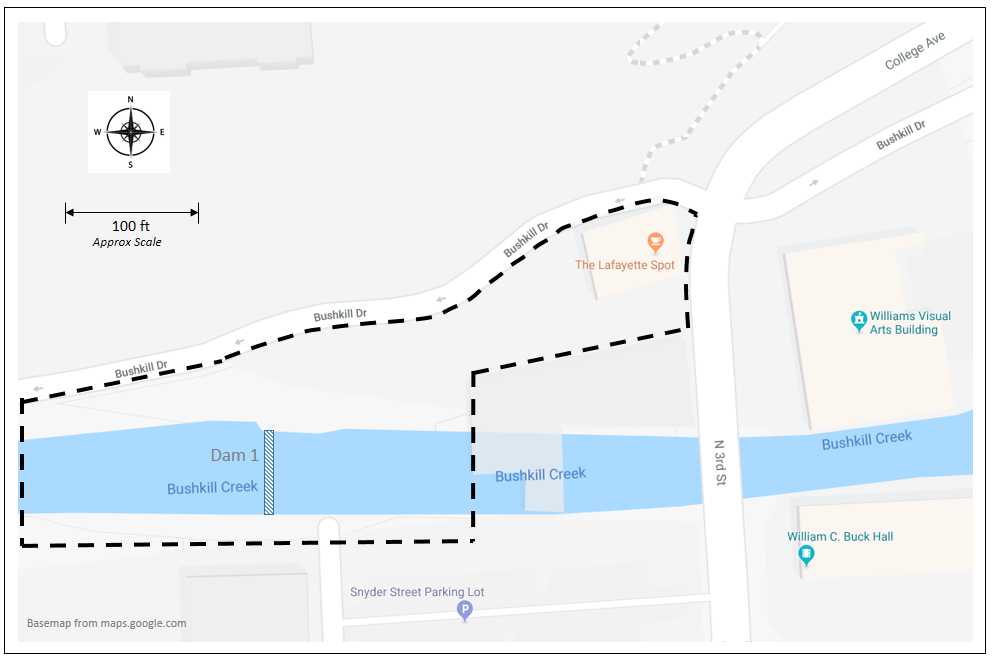 College Ave
N
W E
S
Bushkill Dr
100 ft
Approx Scale
Bushkill Dr
The Lafayette Spot
Bushkill Dr
Williams Visual
Arts Building
Bushkill Dr
Bushkill Creek
Dam 1
N 3rd St
Bushkill Creek
Bushkill Creek
William C. Buck Hall
Snyder Street Parking Lot
P
Basemap from maps.google.com